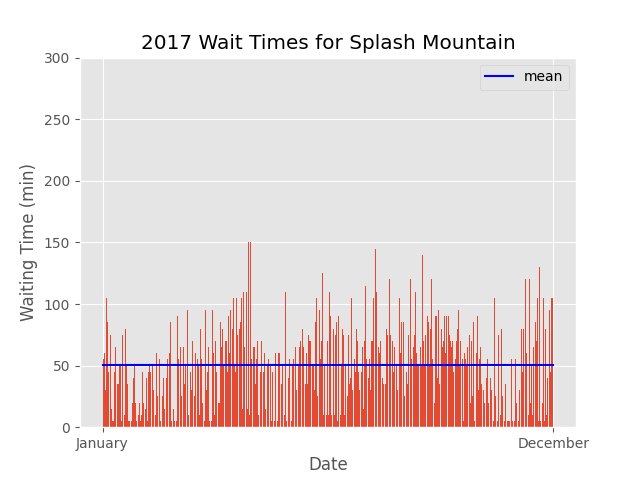 2017 Wait Times for Splash Mountain
300
250
200
150
100
50
0
Waiting Time (min)
mean
January
December
Date